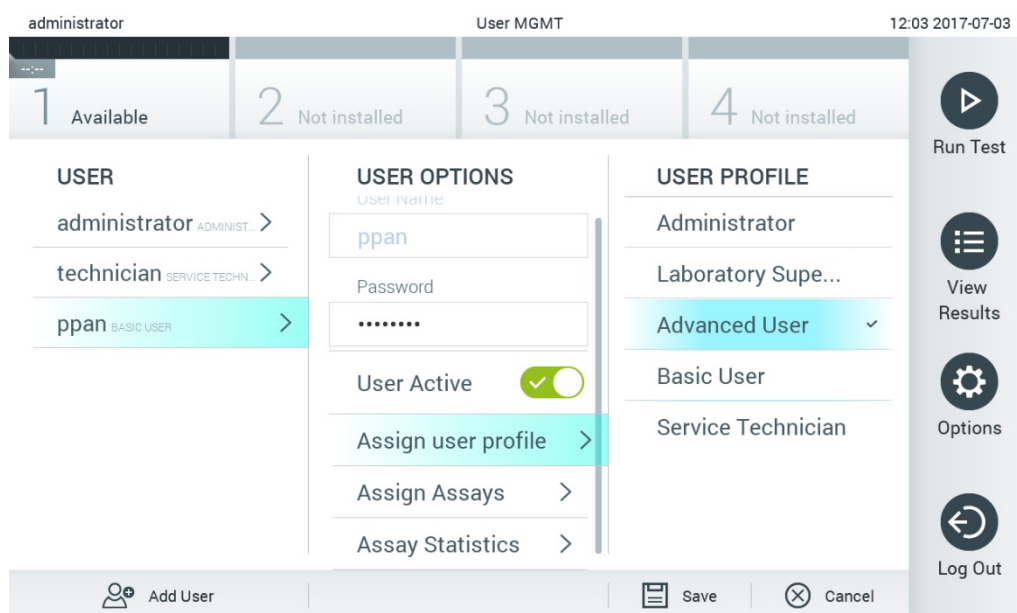 administrator
User MGMT
12:03 2017-07-03
--:--
1 Available
2 Not installed
3 Not installed
4 Not installed
Run Test
View
Results
Options
Log Out
USER
administrator ADMINIST...
technician SERVICE TECHN...
ppan BASIC USER
USER OPTIONS
User Name
ppan
Password
••••••••
User Active
Assign user profile
Assign Assays
Assay Statistics
USER PROFILE
Administrator
Laboratory Supe...
Advanced User
Basic User
Service Technician
Add User
Save
Cancel